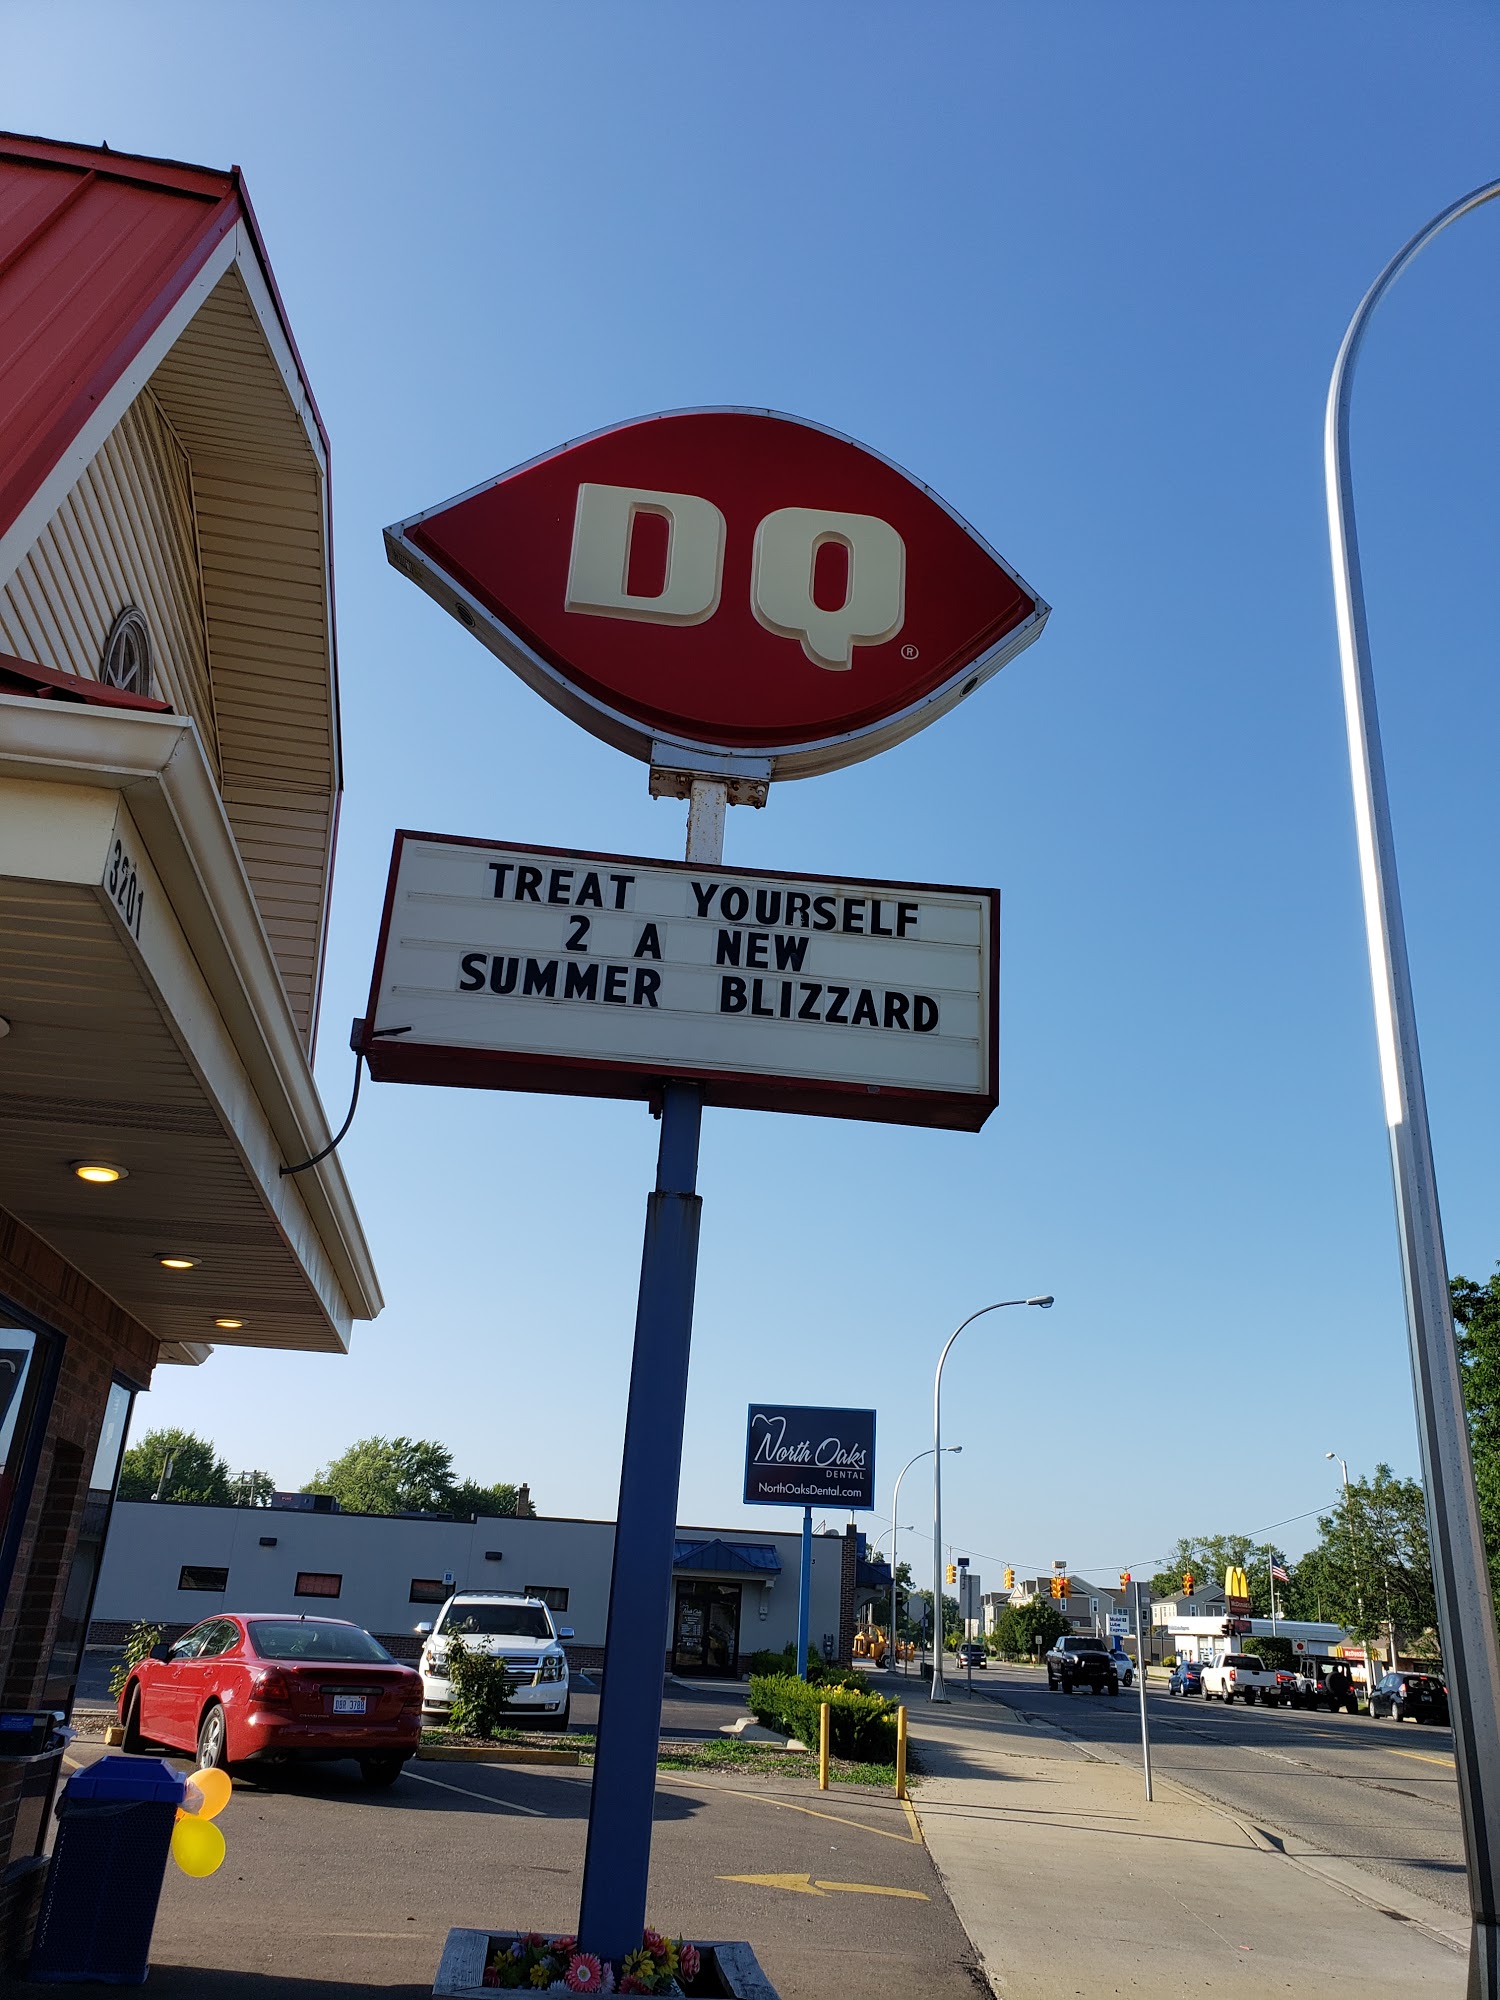 DQ
®
TREAT YOURSELF
2 A NEW
SUMMER BLIZZARD
3201
North Oaks
DENTAL
NorthOaksDental.com